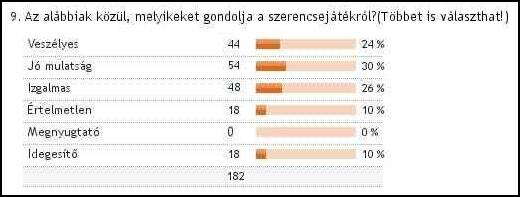 9. Az alábbiak közül, melyikeket gondolja a szerencsejátékról?(Többet is választhat!)
Veszélyes 44 24 %
Jó mulatság 54 30 %
Izgalmas 48 26 %
Értelmetlen 18 10 %
Megnyugtató 0 0 %
Idegesítő 18 10 %
182